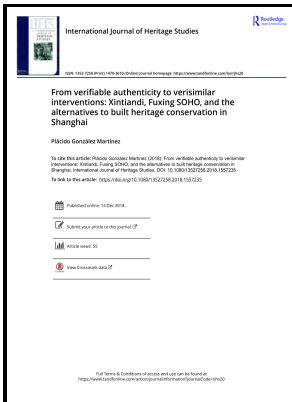 International Journal of Heritage Studies
Routledge
ISSN: 1352-7258 (Print) 1470-3610 (Online) Journal homepage: https://www.tandfonline.com/loi/rjhs20
From verifiable authenticity to verisimilar
interventions: Xintiandi, Fuxing SOHO, and the
alternatives to built heritage conservation in
Shanghai
Plácido González Martínez
To cite this article: Plácido González Martínez (2018): From verifiable authenticity to verisimilar
interventions: Xintiandi, Fuxing SOHO, and the alternatives to built heritage conservation in
Shanghai, International Journal of Heritage Studies, DOI: 10.1080/13527258.2018.1557235
To link to this article: https://doi.org/10.1080/13527258.2018.1557235
Published online: 14 Dec 2018.
Submit your article to this journal
Article views: 55
View Crossmark data
Full Terms & Conditions of access and use can be found at
https://www.tandfonline.com/action/journalInformation?journalCode=rjhs20